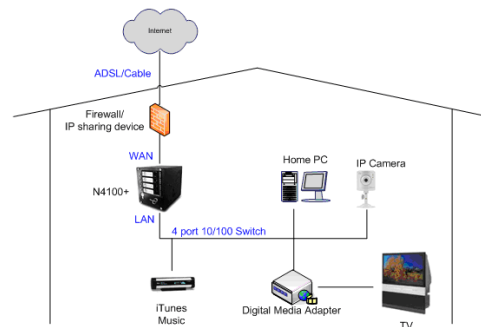 Internet
ADSL/Cable
Firewall/
IP sharing device
WAN
N4100+
LAN
Home PC
IP Camera
4 port 10/100 Switch
iTunes
Music
Digital Media Adapter
TV